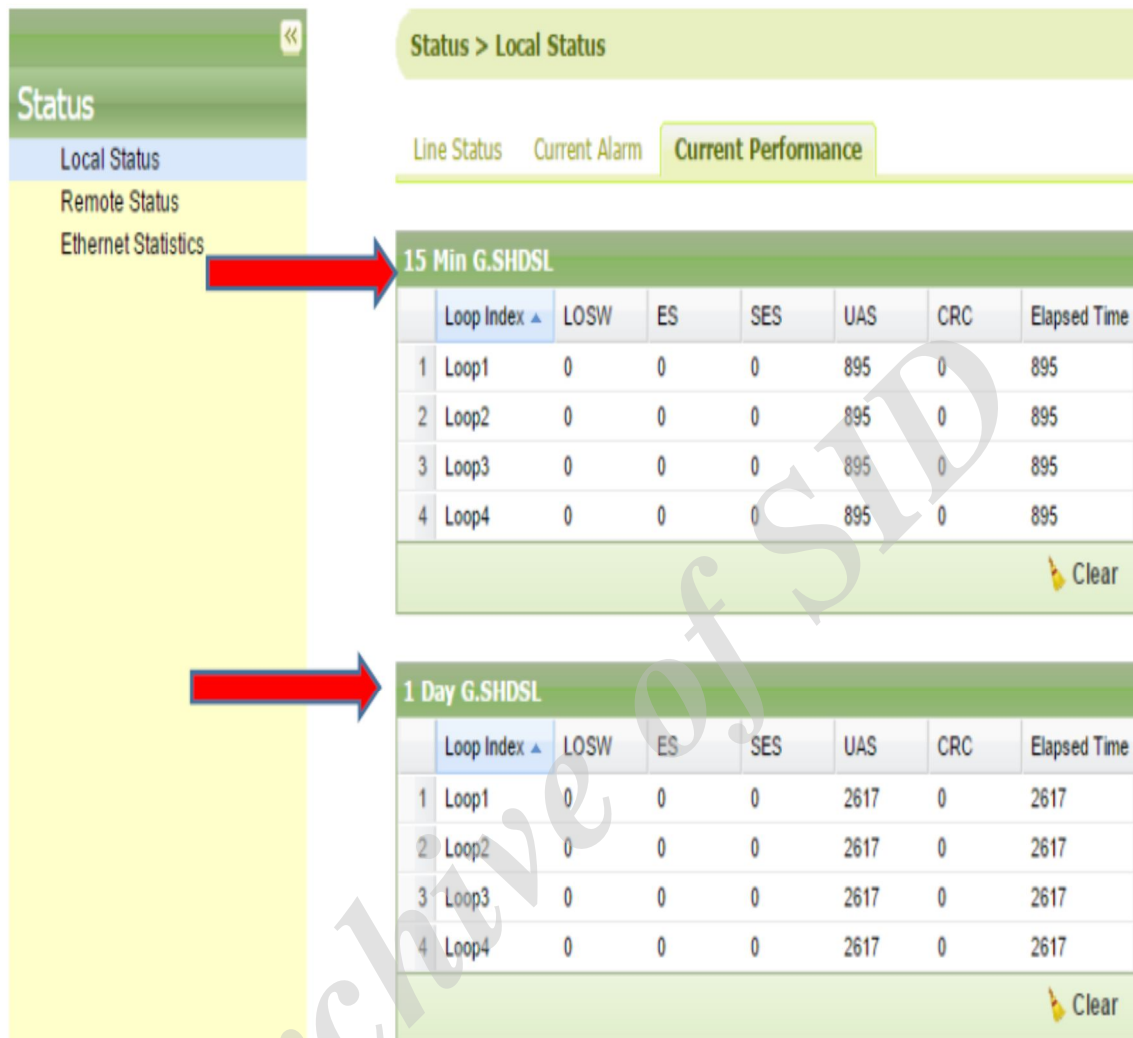 «
Status
Local Status
Remote Status
Ethernet Statistics
Status > Local Status
Line Status Current Alarm Current Performance
15 Min G.SHDSL
Loop Index LOSW ES SES UAS CRC Elapsed Time
1 Loop1 0 0 0 895 0 895
2 Loop2 0 0 0 895 0 895
3 Loop3 0 0 0 895 0 895
4 Loop4 0 0 0 895 0 895
Clear
1 Day G.SHDSL
Loop Index LOSW ES SES UAS CRC Elapsed Time
1 Loop1 0 0 0 2617 0 2617
2 Loop2 0 0 0 2617 0 2617
3 Loop3 0 0 0 2617 0 2617
4 Loop4 0 0 0 2617 0 2617
Clear
chive of SID